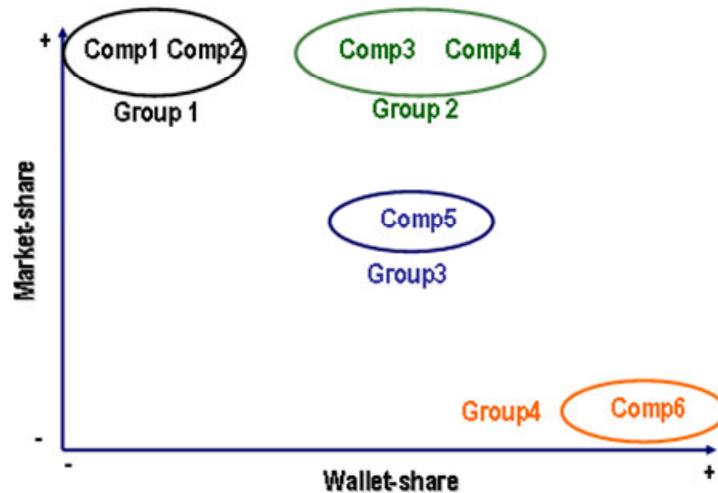 +
Comp1 Comp2
Comp3 Comp4
Group 1
Group 2
Market-share
Comp5
Group3
Group4
Comp6
-
-
+
Wallet-share